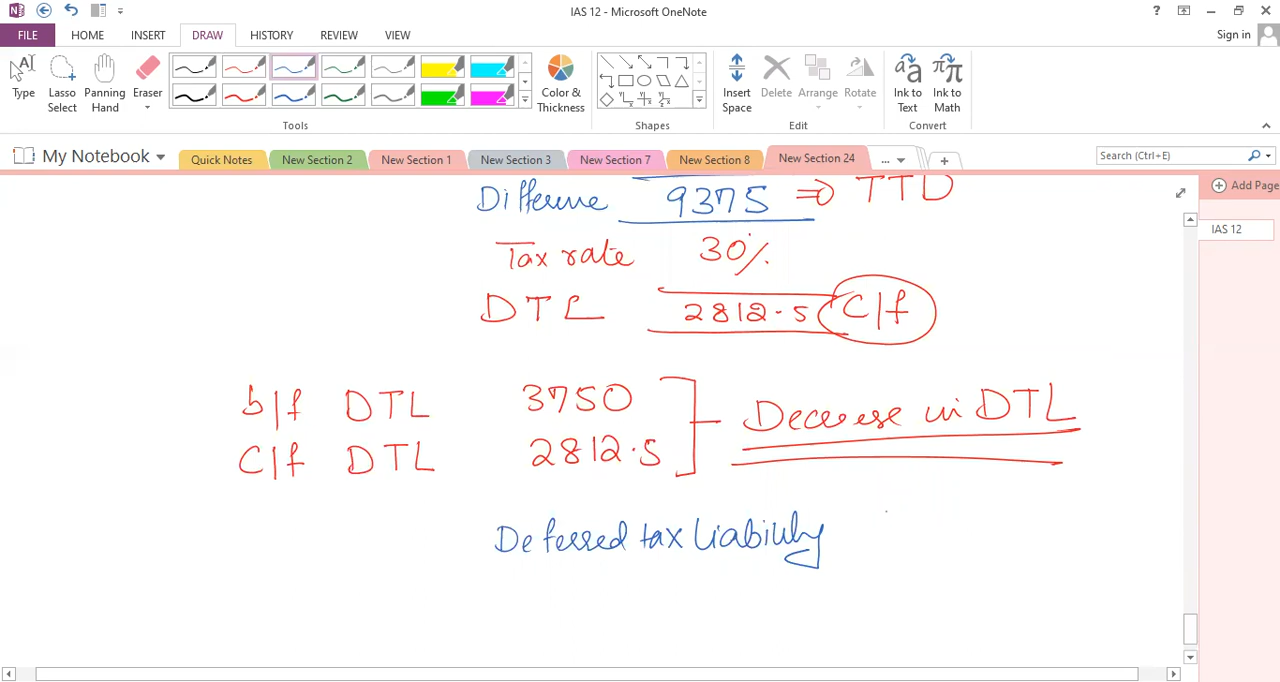 IAS 12 - Microsoft OneNote
?
FILE HOME INSERT DRAW HISTORY REVIEW VIEW Sign in
Type Lasso Select Panning Hand Eraser Color & Thickness Insert Space Delete Arrange Rotate Ink to Text Ink to Math
Tools Shapes Edit Convert
My Notebook Quick Notes New Section 2 New Section 1 New Section 3 New Section 7 New Section 8 New Section 24 ... + Search (Ctrl+E)
Add Page
IAS 12
Difference 9375 ⇒ TTD
Tax rate 30%
DTL 2812.5 C/f
b/f DTL 3750
Decrease in DTL
C/f DTL 2812.5
Deferred tax liability